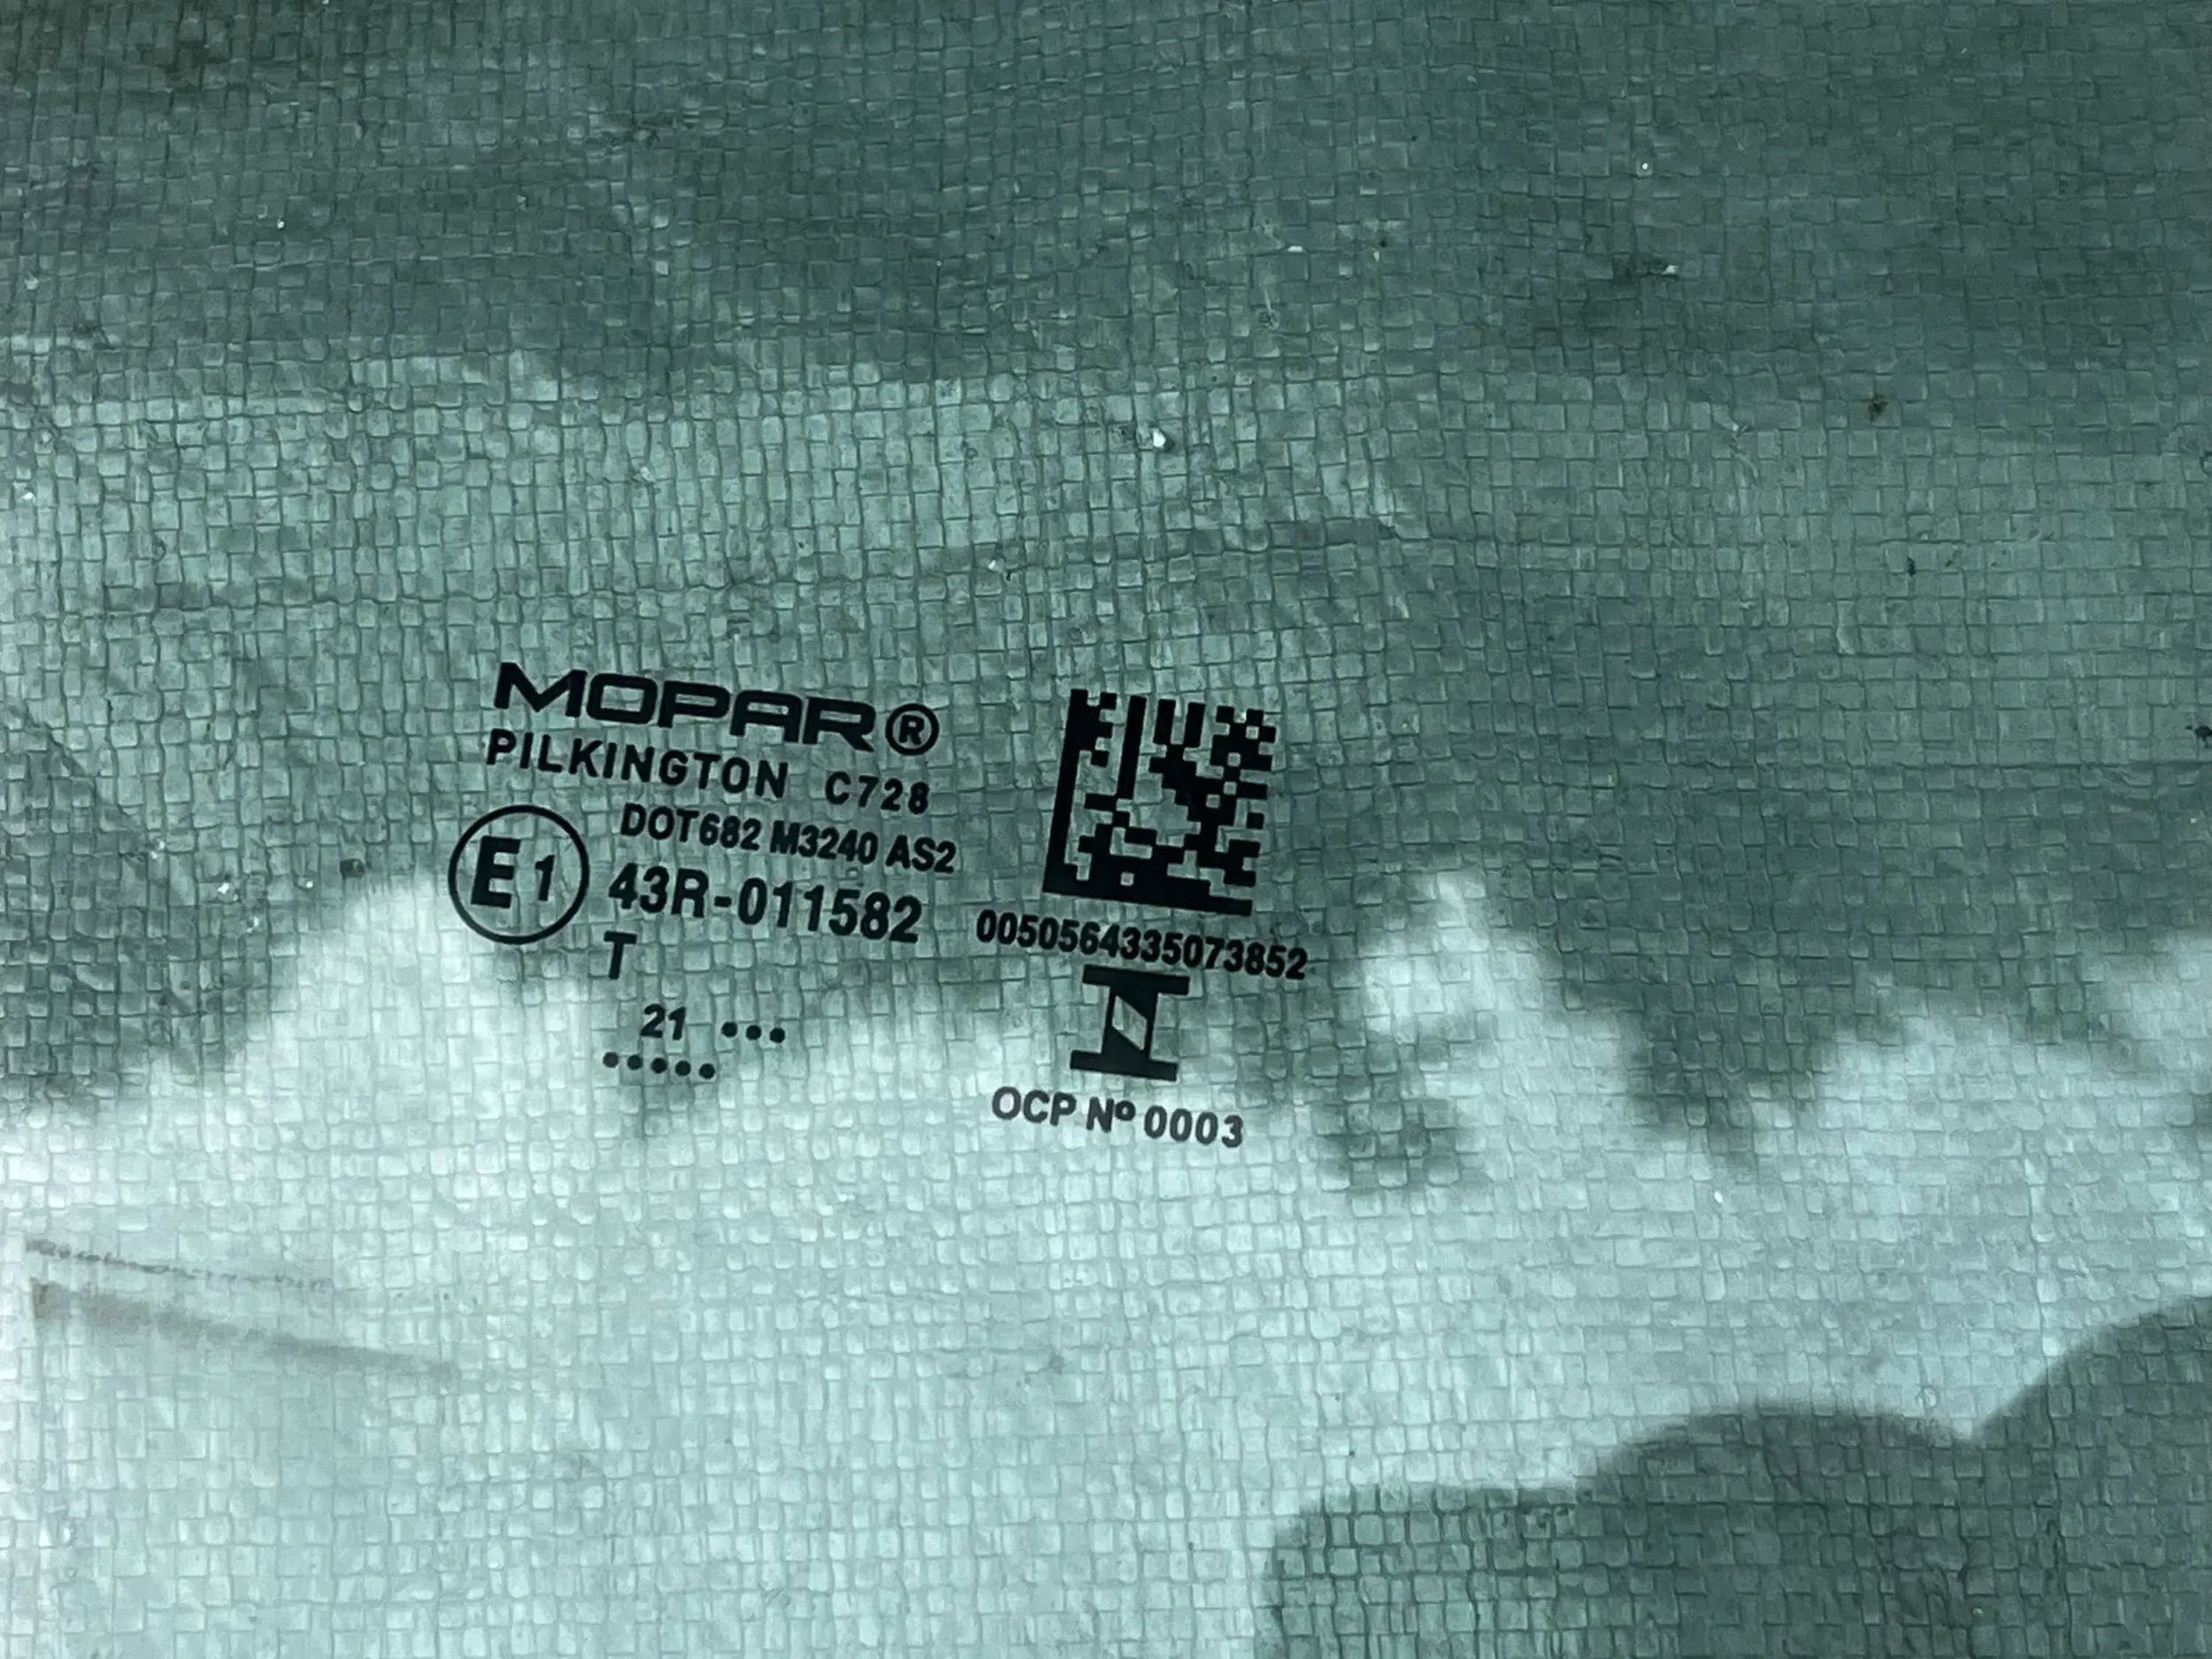 MOPAR®
PILKINGTON C728
DOT682 M3240 AS2
E1 43R-011582
T
21 •••
•••••
0050564335073852
OCP Nº 0003